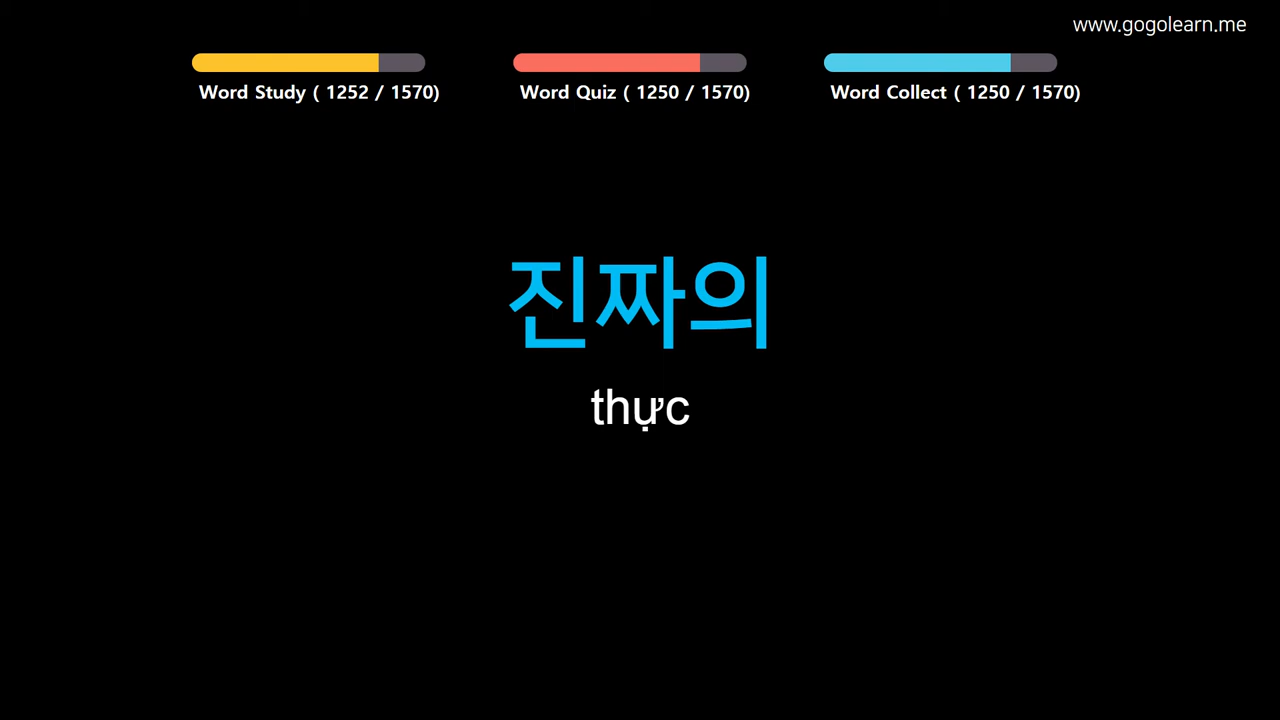 www.gogolearn.me
Word Study ( 1252 / 1570)
Word Quiz ( 1250 / 1570)
Word Collect ( 1250 / 1570)
진짜의
thực